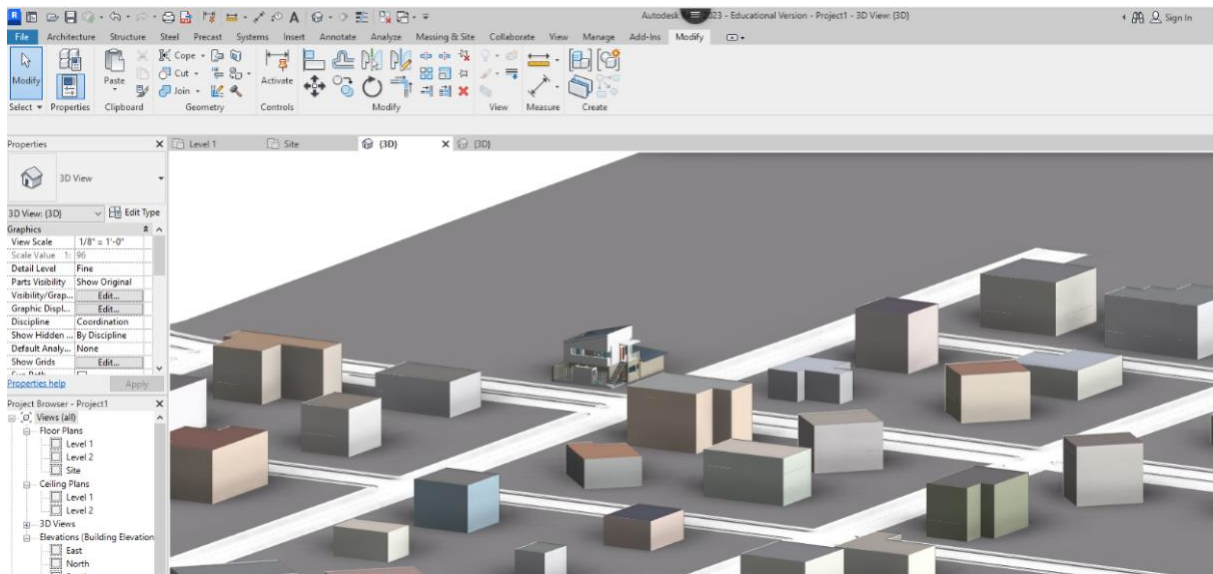 Autodesk 23 - Educational Version - Project1 - 3D View: {3D}
Sign In
File Architecture Structure Steel Precast Systems Insert Annotate Analyze Massing & Site Collaborate View Manage Add-Ins Modify
Modify
Paste
Cope
Cut
Join
Activate
Select Properties Clipboard Geometry Controls Modify View Measure Create
Properties
Level 1
Site
{3D}
{3D}
3D View
3D View: {3D} Edit Type
Graphics
View Scale 1/8" = 1'-0"
Scale Value 1: 96
Detail Level Fine
Parts Visibility Show Original
Visibility/Grap... Edit...
Graphic Displ... Edit...
Discipline Coordination
Show Hidden ... By Discipline
Default Analy... None
Show Grids Edit...
Properties help Apply
Project Browser - Project1
Views (all)
Floor Plans
Level 1
Level 2
Site
Ceiling Plans
Level 1
Level 2
3D Views
Elevations (Building Elevation
East
North